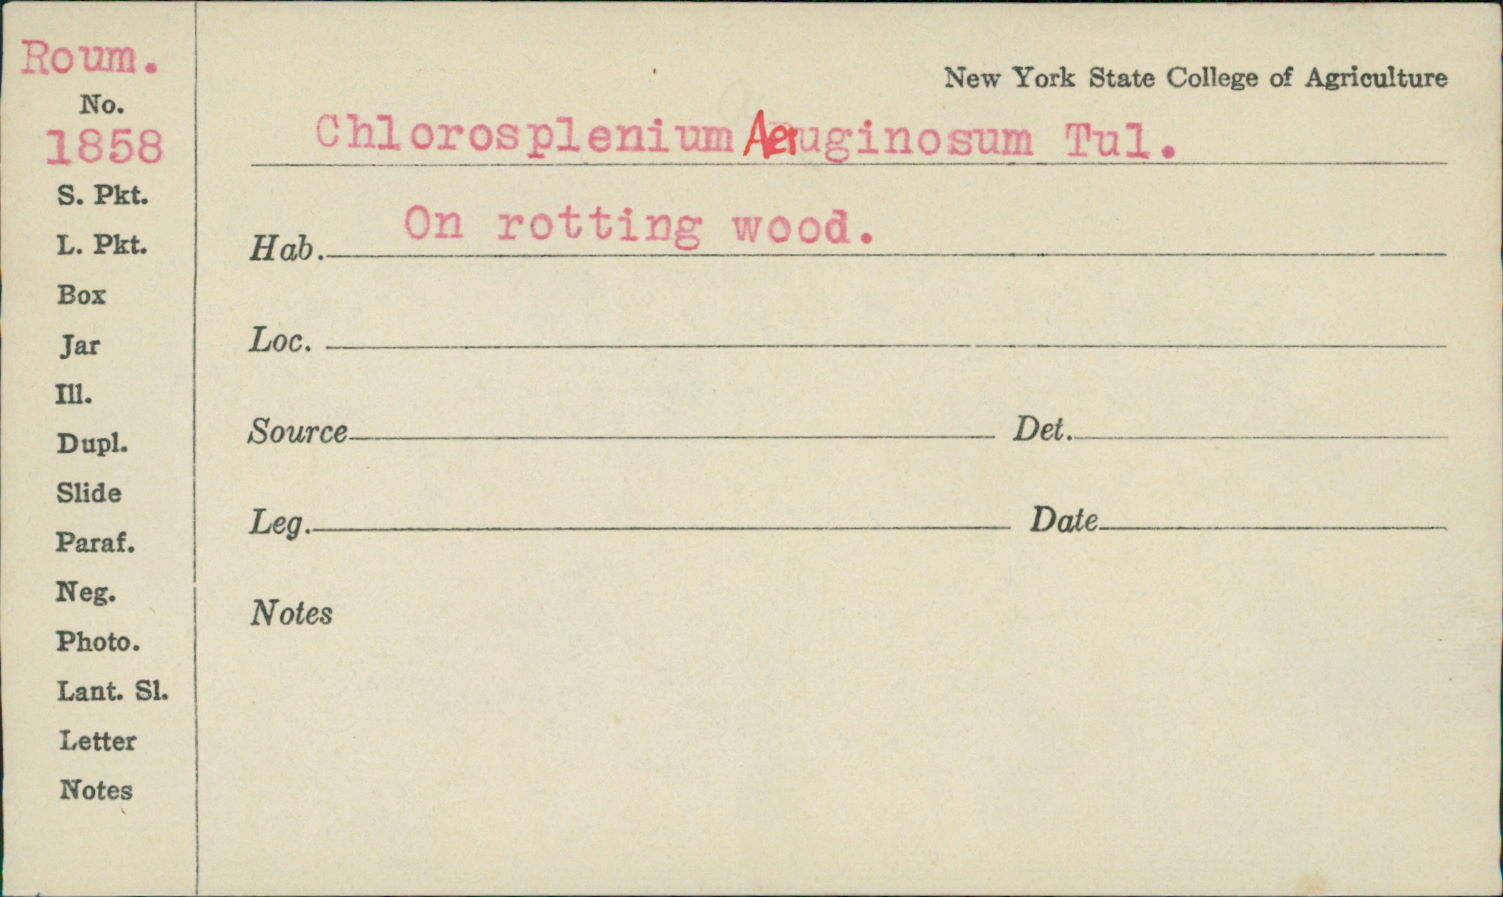 Roum.
No.
1858
S. Pkt.
L. Pkt.
Box
Jar
Ill.
Dupl.
Slide
Paraf.
Neg.
Photo.
Lant. Sl.
Letter
Notes
New York State College of Agriculture
Chlorosplenium Aeruginosum Tul.
Hab. On rotting wood.
Loc.
Source Det.
Leg. Date
Notes